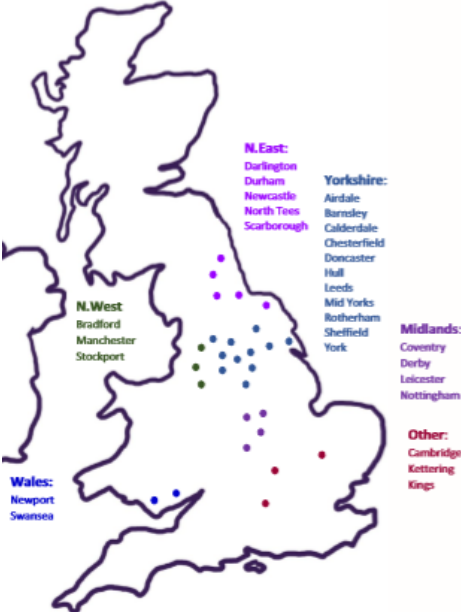 N.East:
Darlington
Durham
Newcastle
North Tees
Scarborough
Yorkshire:
Airdale
Barnsley
Calderdale
Chesterfield
Doncaster
Hull
Leeds
Mid Yorks
Rotherham
Sheffield
York
N.West
Bradford
Manchester
Stockport
Midlands:
Coventry
Derby
Leicester
Nottingham
Other:
Cambridge
Kettering
Kings
Wales:
Newport
Swansea